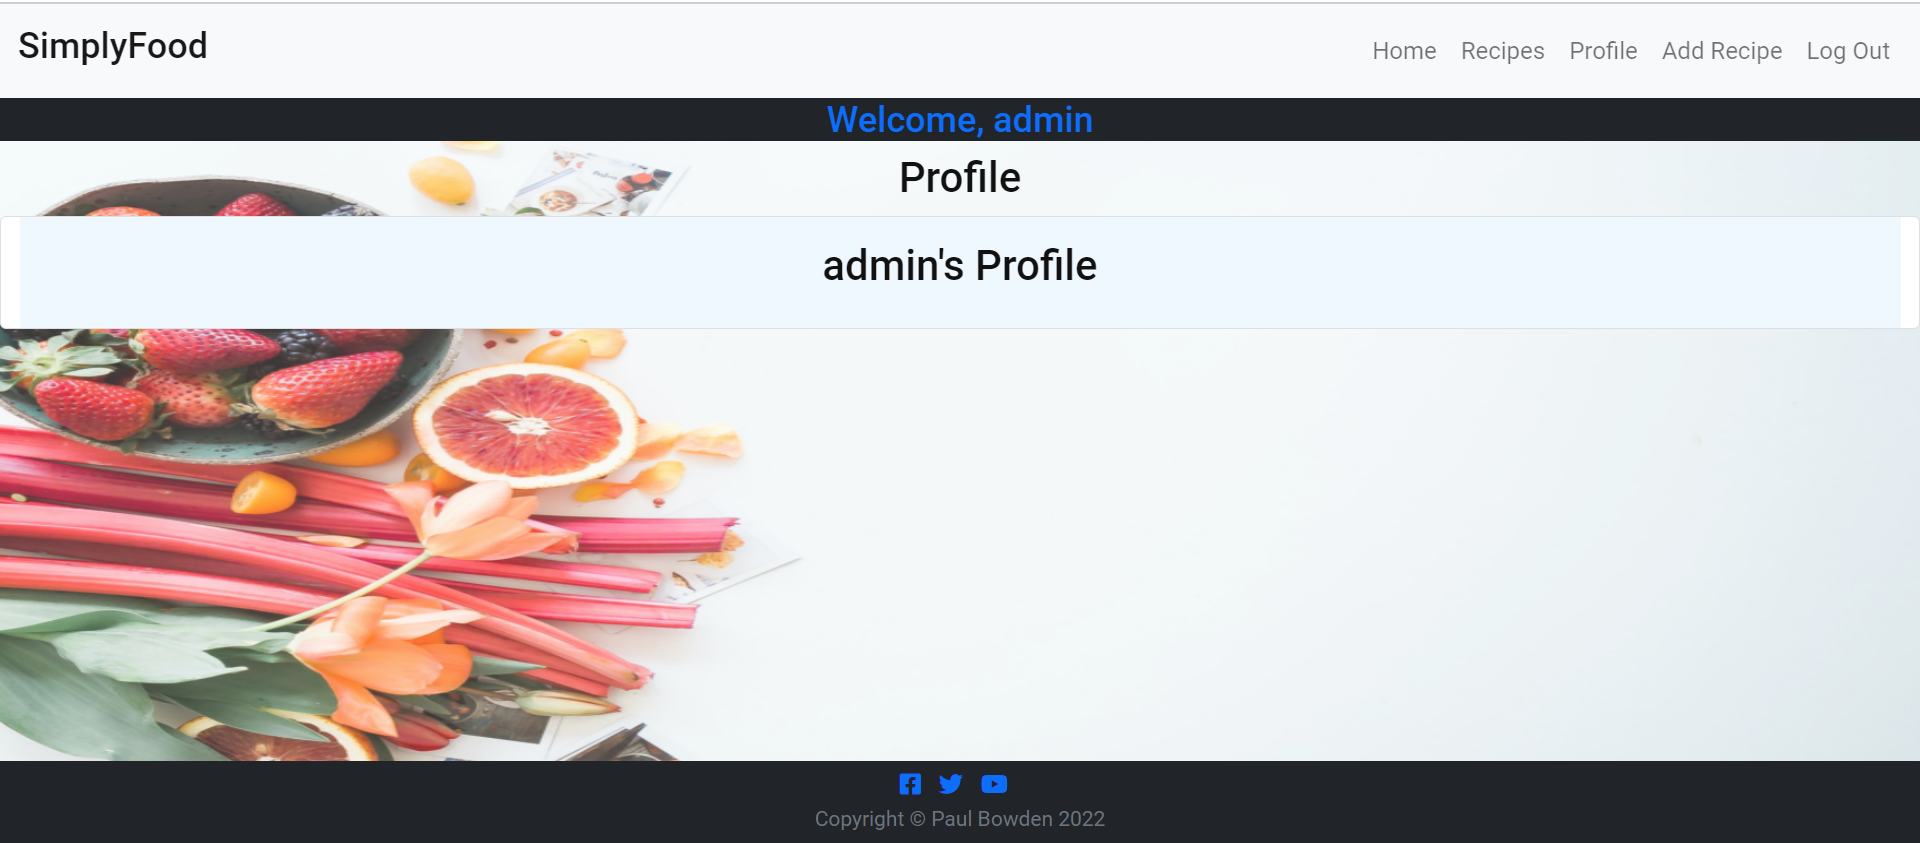 SimplyFood
Home Recipes Profile Add Recipe Log Out
Welcome, admin
Profile
admin's Profile
Copyright © Paul Bowden 2022